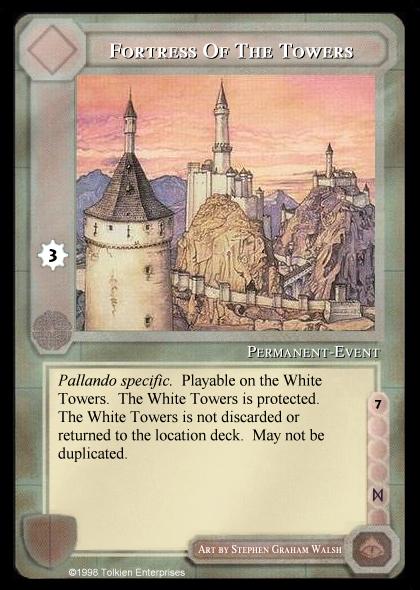 Fortress Of The Towers
3
Permanent-Event
Pallando specific. Playable on the White
Towers. The White Towers is protected.
The White Towers is not discarded or
returned to the location deck. May not be
duplicated.
7
Art by Stephen Graham Walsh
©1998 Tolkien Enterprises